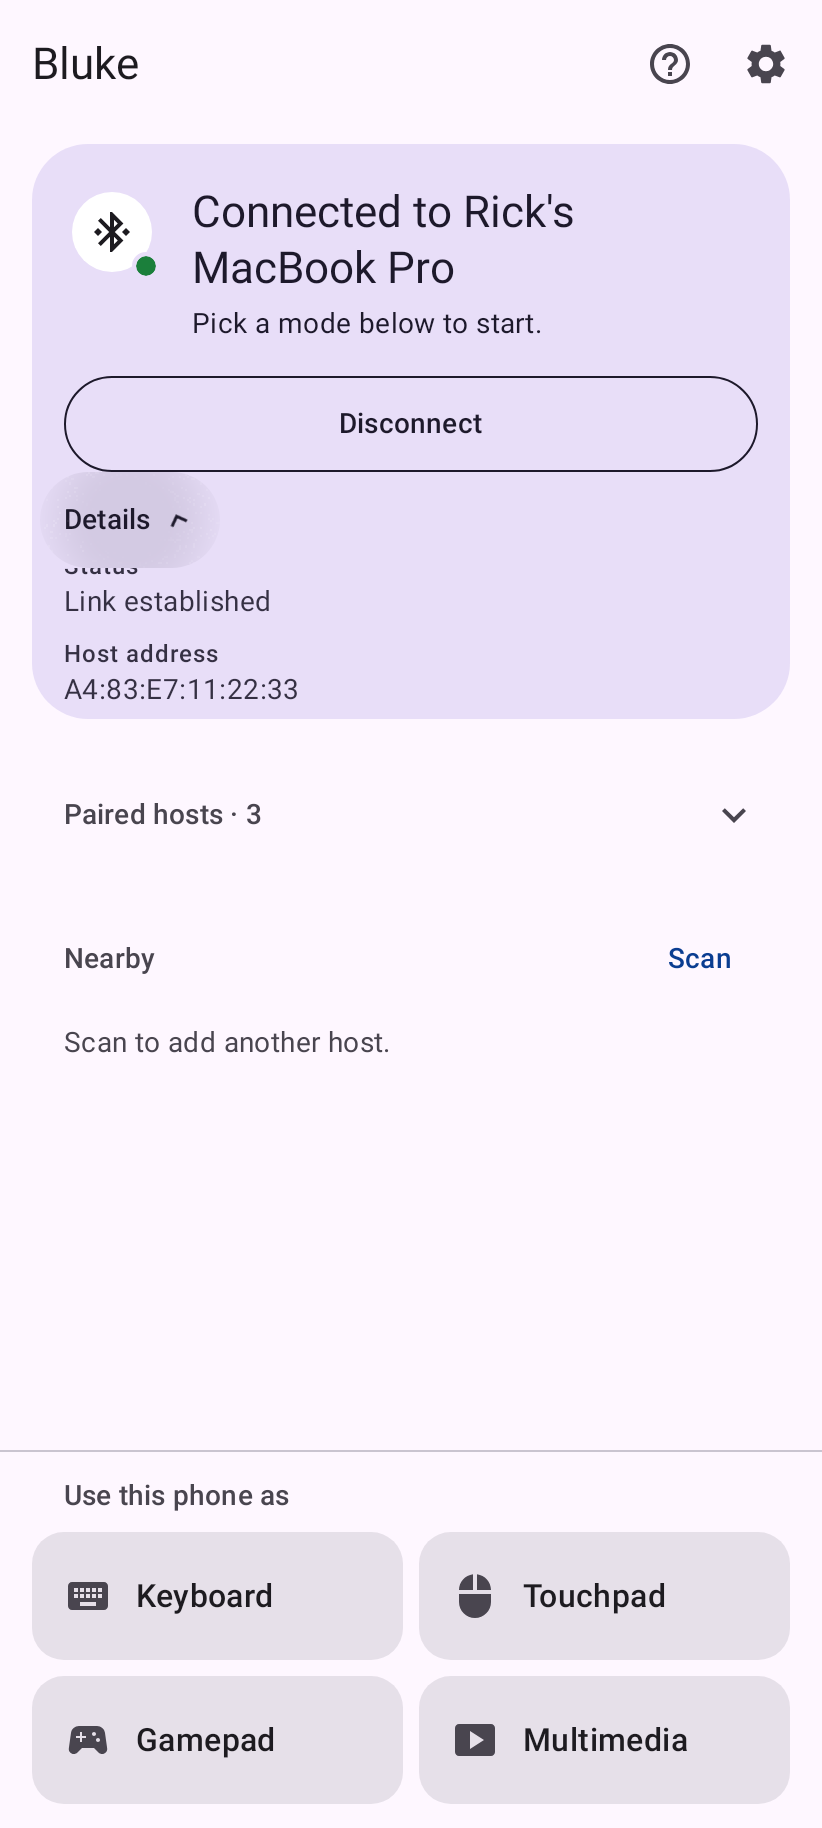 Bluke
Connected to Rick's
MacBook Pro
Pick a mode below to start.
Disconnect
Details
Status
Link established
Host address
A4:83:E7:11:22:33
Paired hosts · 3
Nearby
Scan
Scan to add another host.
Use this phone as
Keyboard
Touchpad
Gamepad
Multimedia